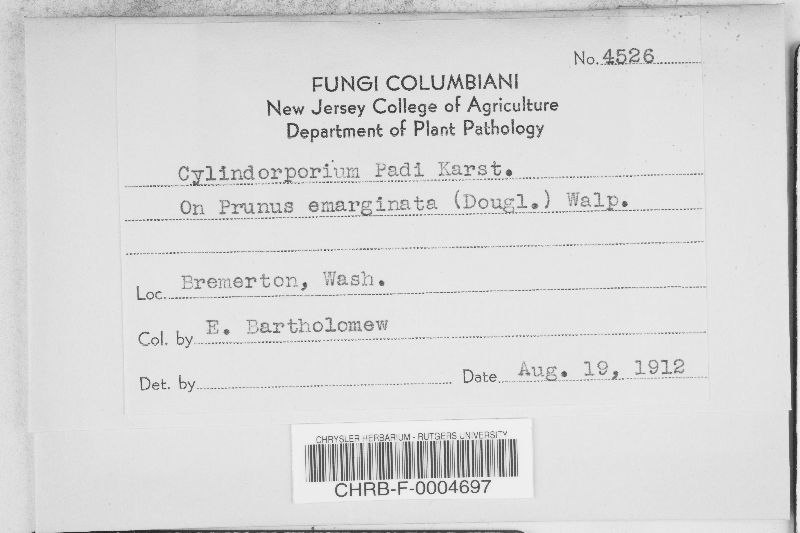 No. 4526
FUNGI COLUMBIANI
New Jersey College of Agriculture
Department of Plant Pathology
Cylindorporium Padi Karst.
On Prunus emarginata (Dougl.) Walp.
Loc. Bremerton, Wash.
Col. by E. Bartholomew
Det. by Date Aug. 19, 1912
CHRYSLER HERBARIUM - RUTGERS UNIVERSITY
CHRB-F-0004697